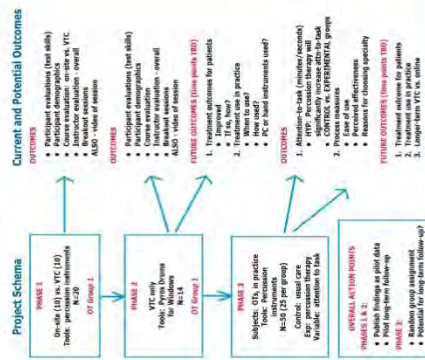 Project Schema
PHASE 1
On-site (10) vs. VTC (10)
Tools: percussion instruments
N=20
OT Group 1
PHASE 2
VTC only
Tools: Pyros Drums
for Windows
N=14
OT Group 1
PHASE 3
Subjects: OTs, in practice
Tools: Percussion
instruments
N=50 (25 per group)
Control: usual care
Exp: percussion therapy
Variable: attention to task
OVERALL ACTION POINTS
PHASES 1 & 2:
• Publish findings as pilot data
• Pilot long-term follow-up
PHASE 3:
• Random group assignment
• Potential for long-term follow-up?
Current and Potential Outcomes
OUTCOMES
• Participant evaluations (test skills)
• Participant demographics
• Course evaluation: on-site vs. VTC
• Instructor evaluation - overall
• Breakout sessions
ALSO - video of session
OUTCOMES
• Participant evaluations (test skills)
• Participant demographics
• Course evaluation
• Instructor evaluation - overall
• Breakout sessions
ALSO - video of session
FUTURE OUTCOMES (time points TBD)
1. Treatment outcomes for patients
• Improved
• If so, how?
2. Treatment use in practice
• When to use?
• How used?
• PC or hand instruments used?
OUTCOMES
1. Attention-to-task (minutes/seconds)
• HYP: Percussion therapy will
significantly increase attn-to-task
• CONTROL vs. EXPERIMENTAL groups
2. Process measures
• Ease of use
• Perceived effectiveness
• Reasons for choosing specialty
FUTURE OUTCOMES (time points TBD)
1. Treatment outcome for patients
2. Treatment use in practice
3. Longer-term VTC vs. online